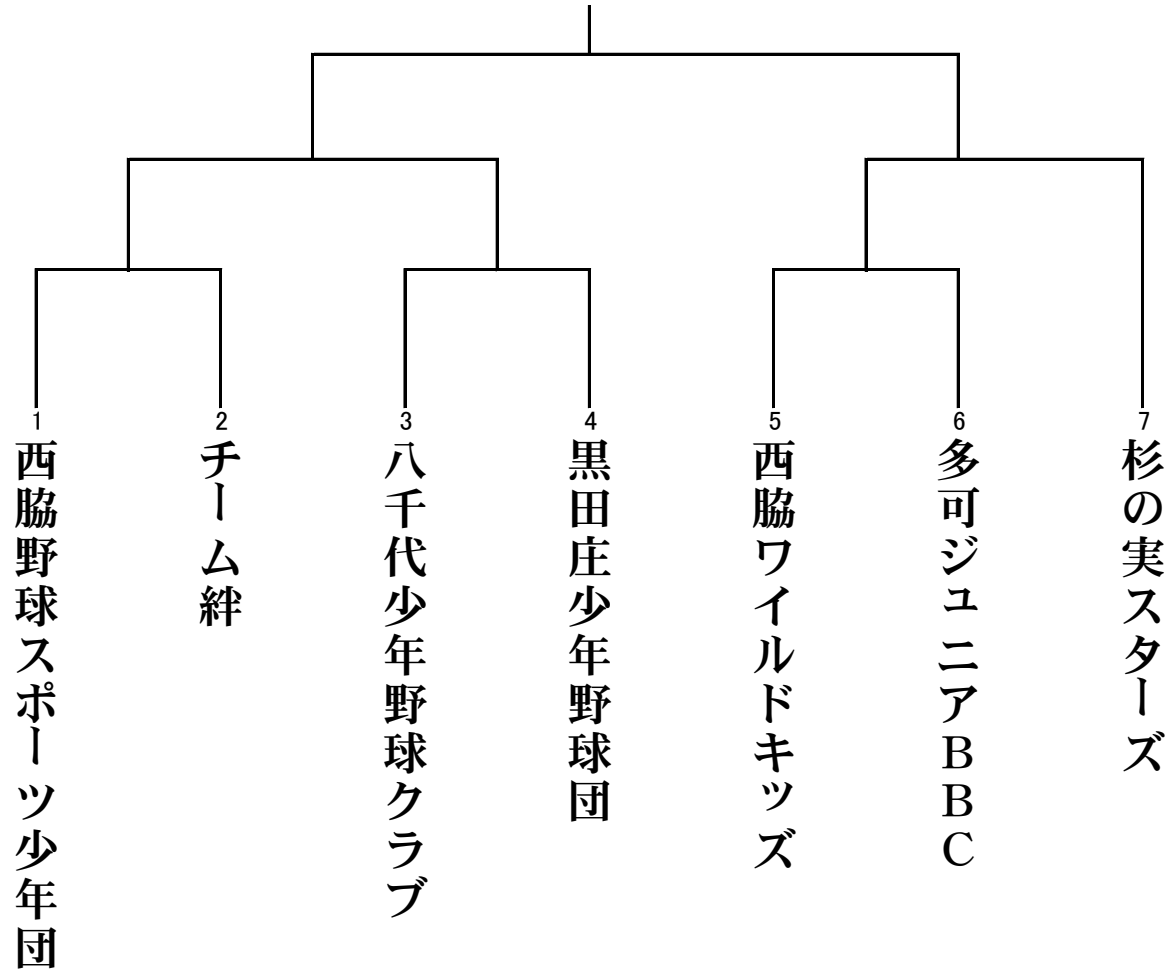 1
西脇野球スポーツ少年団
2
チーム絆
3
八千代少年野球クラブ
4
黒田庄少年野球団
5
西脇ワイルドキッズ
6
多可ジュニアＢＢＣ
7
杉の実スターズ